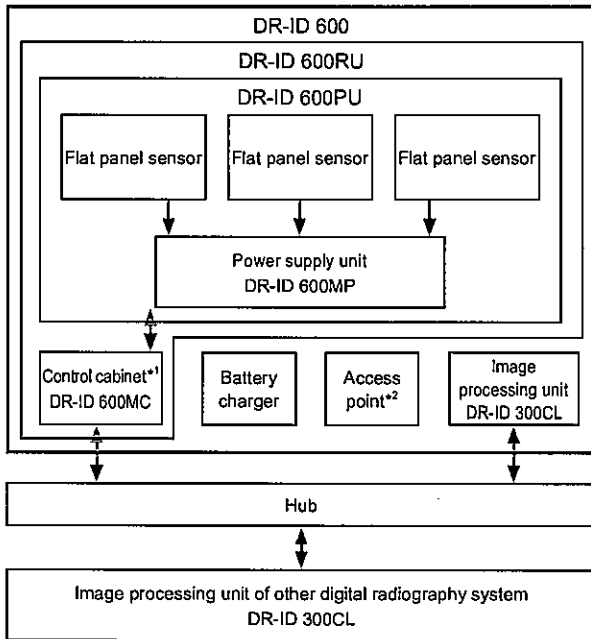 DR-ID 600
DR-ID 600RU
DR-ID 600PU
Flat panel sensor
Flat panel sensor
Flat panel sensor
Power supply unit
DR-ID 600MP
Control cabinet*1
DR-ID 600MC
Battery
charger
Access
point*2
Image
processing unit
DR-ID 300CL
Hub
Image processing unit of other digital radiography system
DR-ID 300CL